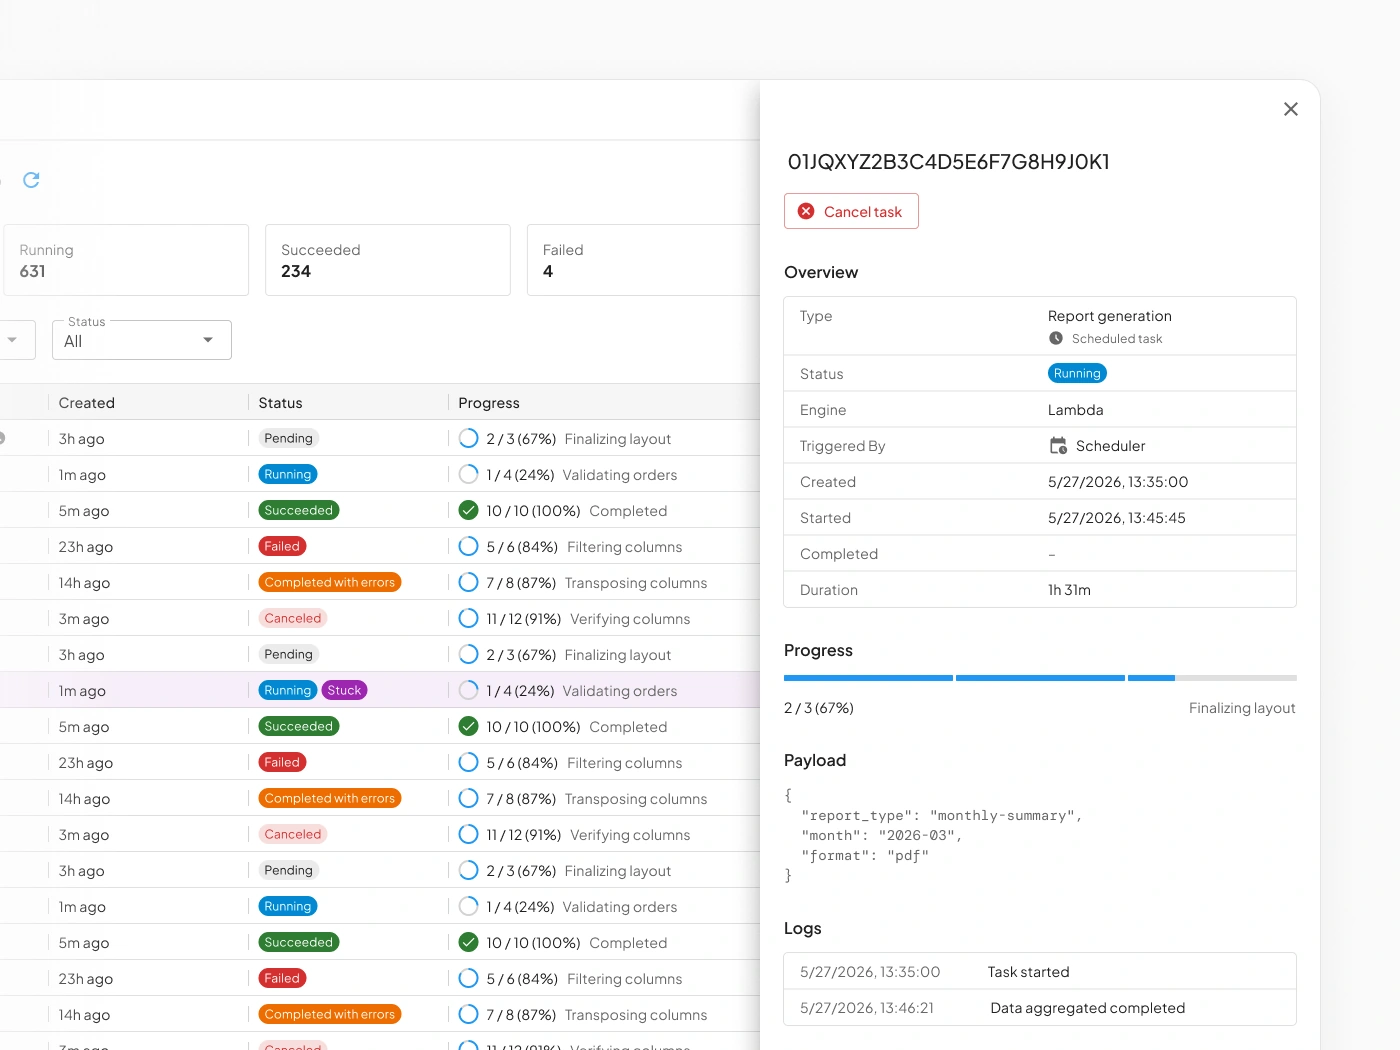 01JQXYZ2B3C4D5E6F7G8H9J0K1
Cancel task
Running
631
Succeeded
234
Failed
4
Status
All
Created Status Progress
3h ago Pending 2 / 3 (67%) Finalizing layout
1m ago Running 1 / 4 (24%) Validating orders
5m ago Succeeded 10 / 10 (100%) Completed
23h ago Failed 5 / 6 (84%) Filtering columns
14h ago Completed with errors 7 / 8 (87%) Transposing columns
3m ago Canceled 11 / 12 (91%) Verifying columns
3h ago Pending 2 / 3 (67%) Finalizing layout
1m ago Running Stuck 1 / 4 (24%) Validating orders
5m ago Succeeded 10 / 10 (100%) Completed
23h ago Failed 5 / 6 (84%) Filtering columns
14h ago Completed with errors 7 / 8 (87%) Transposing columns
3m ago Canceled 11 / 12 (91%) Verifying columns
3h ago Pending 2 / 3 (67%) Finalizing layout
1m ago Running 1 / 4 (24%) Validating orders
5m ago Succeeded 10 / 10 (100%) Completed
23h ago Failed 5 / 6 (84%) Filtering columns
14h ago Completed with errors 7 / 8 (87%) Transposing columns
3m ago Canceled 11 / 12 (91%) Verifying columns
Overview
Type Report generation
Scheduled task
Status Running
Engine Lambda
Triggered By Scheduler
Created 5/27/2026, 13:35:00
Started 5/27/2026, 13:45:45
Completed –
Duration 1h 31m
Progress
2 / 3 (67%) Finalizing layout
Payload
{
"report_type": "monthly-summary",
"month": "2026-03",
"format": "pdf"
}
Logs
5/27/2026, 13:35:00 Task started
5/27/2026, 13:46:21 Data aggregated completed